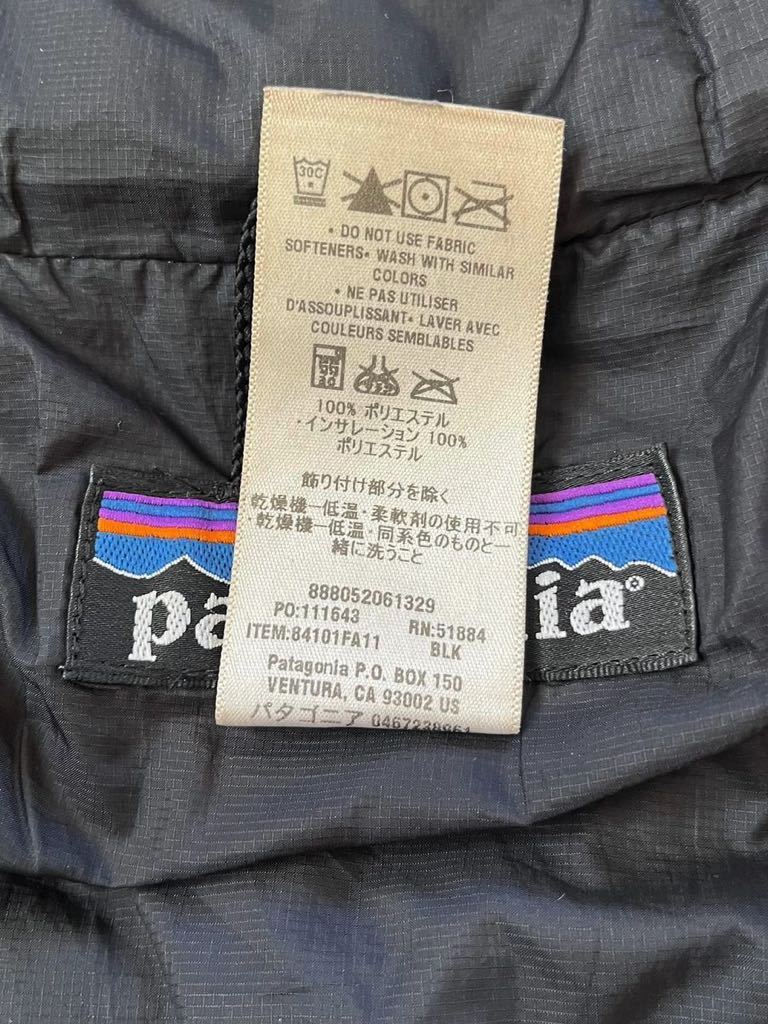 30C
• DO NOT USE FABRIC
SOFTENERS• WASH WITH SIMILAR
COLORS
• NE PAS UTILISER
D'ASSOUPLISSANT• LAVER AVEC
COULEURS SEMBLABLES
100% ポリエステル
・インサレーション 100%
ポリエステル
飾り付け部分を除く
乾燥機ー低温・柔軟剤の使用不可
・乾燥機ー低温・同系色のものと一
緒に洗うこと
888052061329
PO:111643 RN:51884
ITEM:84101FA11 BLK
Patagonia P.O. BOX 150
VENTURA, CA 93002 US
パタゴニア
pa ia®